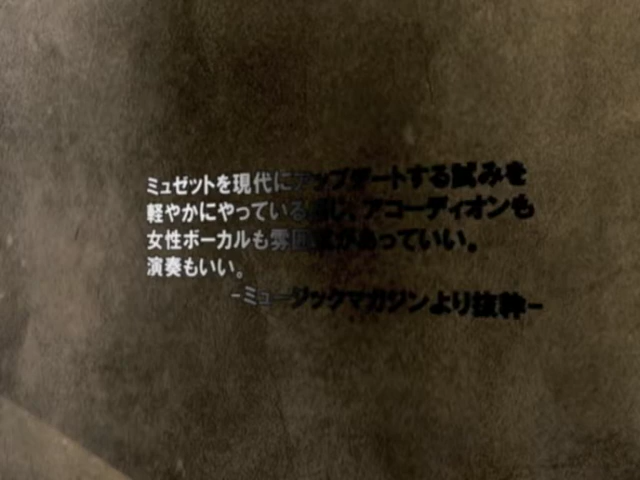 ミュゼットを現代にアップデートする試みを
軽やかにやっている感じ。アコーディオンも
女性ボーカルも雰囲気があっていい。
演奏もいい。
－ミュージックマガジンより抜粋－